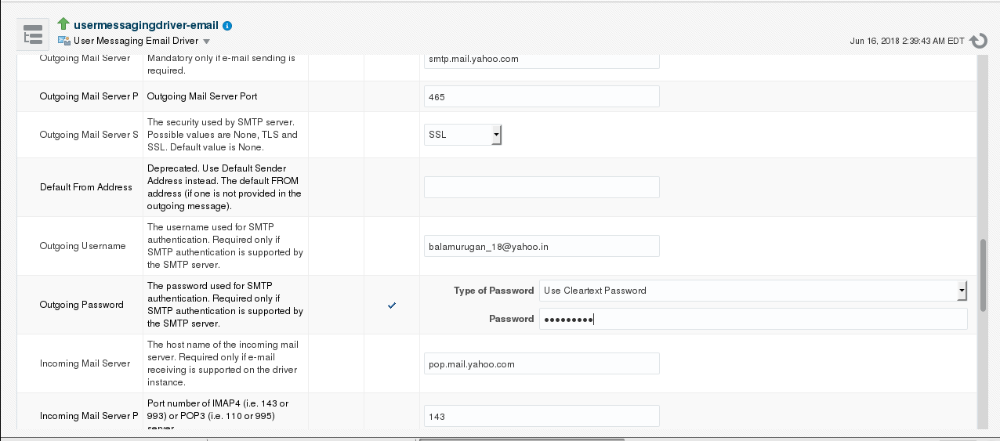 usermessagingdriver-email
User Messaging Email Driver
Jun 16, 2018 2:39:43 AM EDT
Outgoing Mail Server
Mandatory only if e-mail sending is
required.
smtp.mail.yahoo.com
Outgoing Mail Server P
Outgoing Mail Server Port
465
Outgoing Mail Server S
The security used by SMTP server.
Possible values are None, TLS and
SSL. Default value is None.
SSL
Default From Address
Deprecated. Use Default Sender
Address instead. The default FROM
address (if one is not provided in the
outgoing message).
Outgoing Username
The username used for SMTP
authentication. Required only if
SMTP authentication is supported by
the SMTP server.
balamurugan_18@yahoo.in
Outgoing Password
The password used for SMTP
authentication. Required only if
SMTP authentication is supported by
the SMTP server.
Type of Password
Use Cleartext Password
Password
•••••••••
Incoming Mail Server
The host name of the incoming mail
server. Required only if e-mail
receiving is supported on the driver
instance.
pop.mail.yahoo.com
Incoming Mail Server P
Port number of IMAP4 (i.e. 143 or
993) or POP3 (i.e. 110 or 995)
server
143